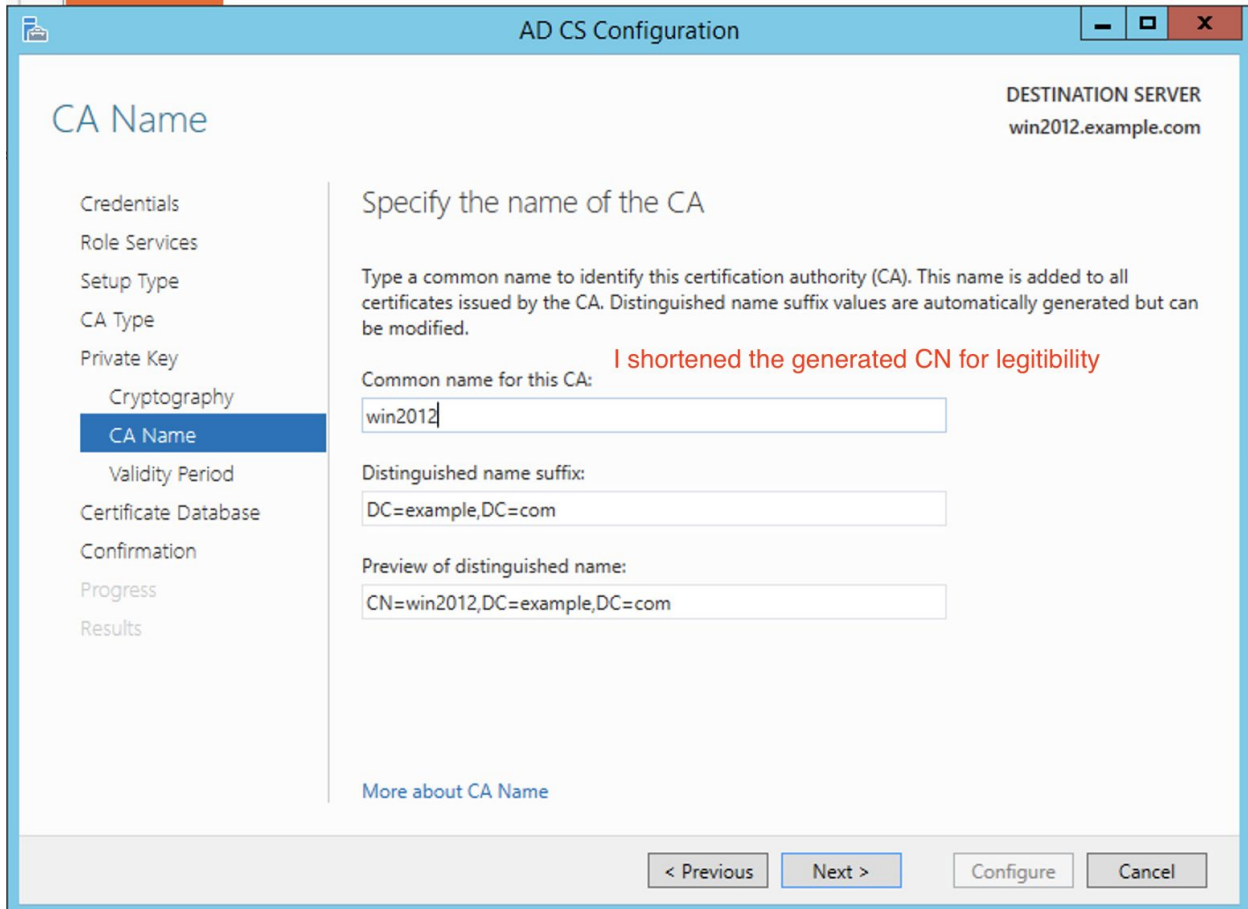 AD CS Configuration
CA Name
DESTINATION SERVER
win2012.example.com
Credentials
Role Services
Setup Type
CA Type
Private Key
Cryptography
CA Name
Validity Period
Certificate Database
Confirmation
Progress
Results
Specify the name of the CA
Type a common name to identify this certification authority (CA). This name is added to all
certificates issued by the CA. Distinguished name suffix values are automatically generated but can
be modified.
I shortened the generated CN for legitibility
Common name for this CA:
win2012
Distinguished name suffix:
DC=example,DC=com
Preview of distinguished name:
CN=win2012,DC=example,DC=com
More about CA Name
< Previous
Next >
Configure
Cancel